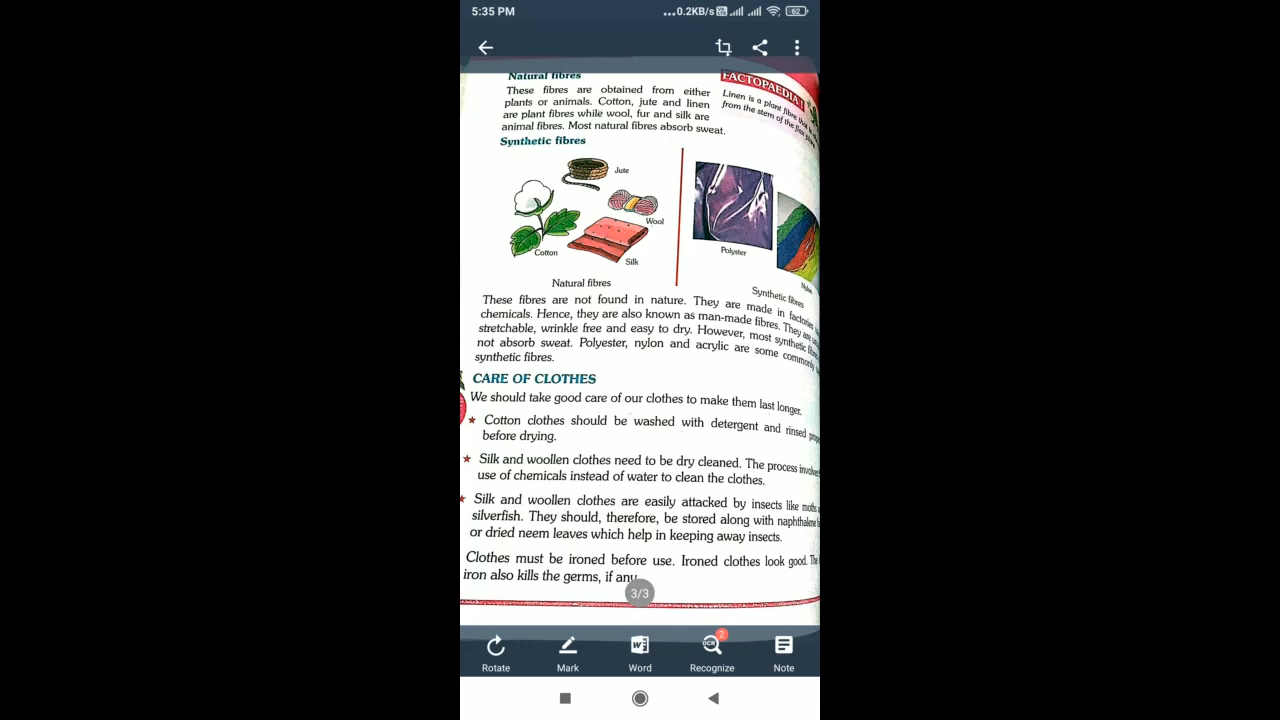 5:35 PM
...0.2KB/s
62
Natural fibres
These fibres are obtained from either
plants or animals. Cotton, jute and linen
are plant fibres while wool, fur and silk are
animal fibres. Most natural fibres absorb sweat.
FACTOPAEDIA
Linen is a plant fibre
from the stem of the flax
Synthetic fibres
Jute
Wool
Cotton
Silk
Natural fibres
Polyster
Nylon
Synthetic fibres
These fibres are not found in nature. They are made in factories
chemicals. Hence, they are also known as man-made fibres. They are
stretchable, wrinkle free and easy to dry. However, most synthetic
not absorb sweat. Polyester, nylon and acrylic are some commonly
synthetic fibres.
CARE OF CLOTHES
We should take good care of our clothes to make them last longer.
★ Cotton clothes should be washed with detergent and rinsed
before drying.
★ Silk and woollen clothes need to be dry cleaned. The process
use of chemicals instead of water to clean the clothes.
★ Silk and woollen clothes are easily attacked by insects like moths
silverfish. They should, therefore, be stored along with naphthalene
or dried neem leaves which help in keeping away insects.
Clothes must be ironed before use. Ironed clothes look good.
iron also kills the germs, if any
3/3
2
OCR
W
Rotate
Mark
Word
Recognize
Note